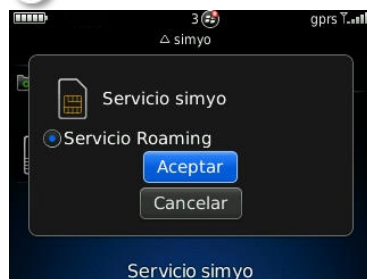 3 gprs
simyo
Servicio simyo
Servicio Roaming
Aceptar
Cancelar
Servicio simyo